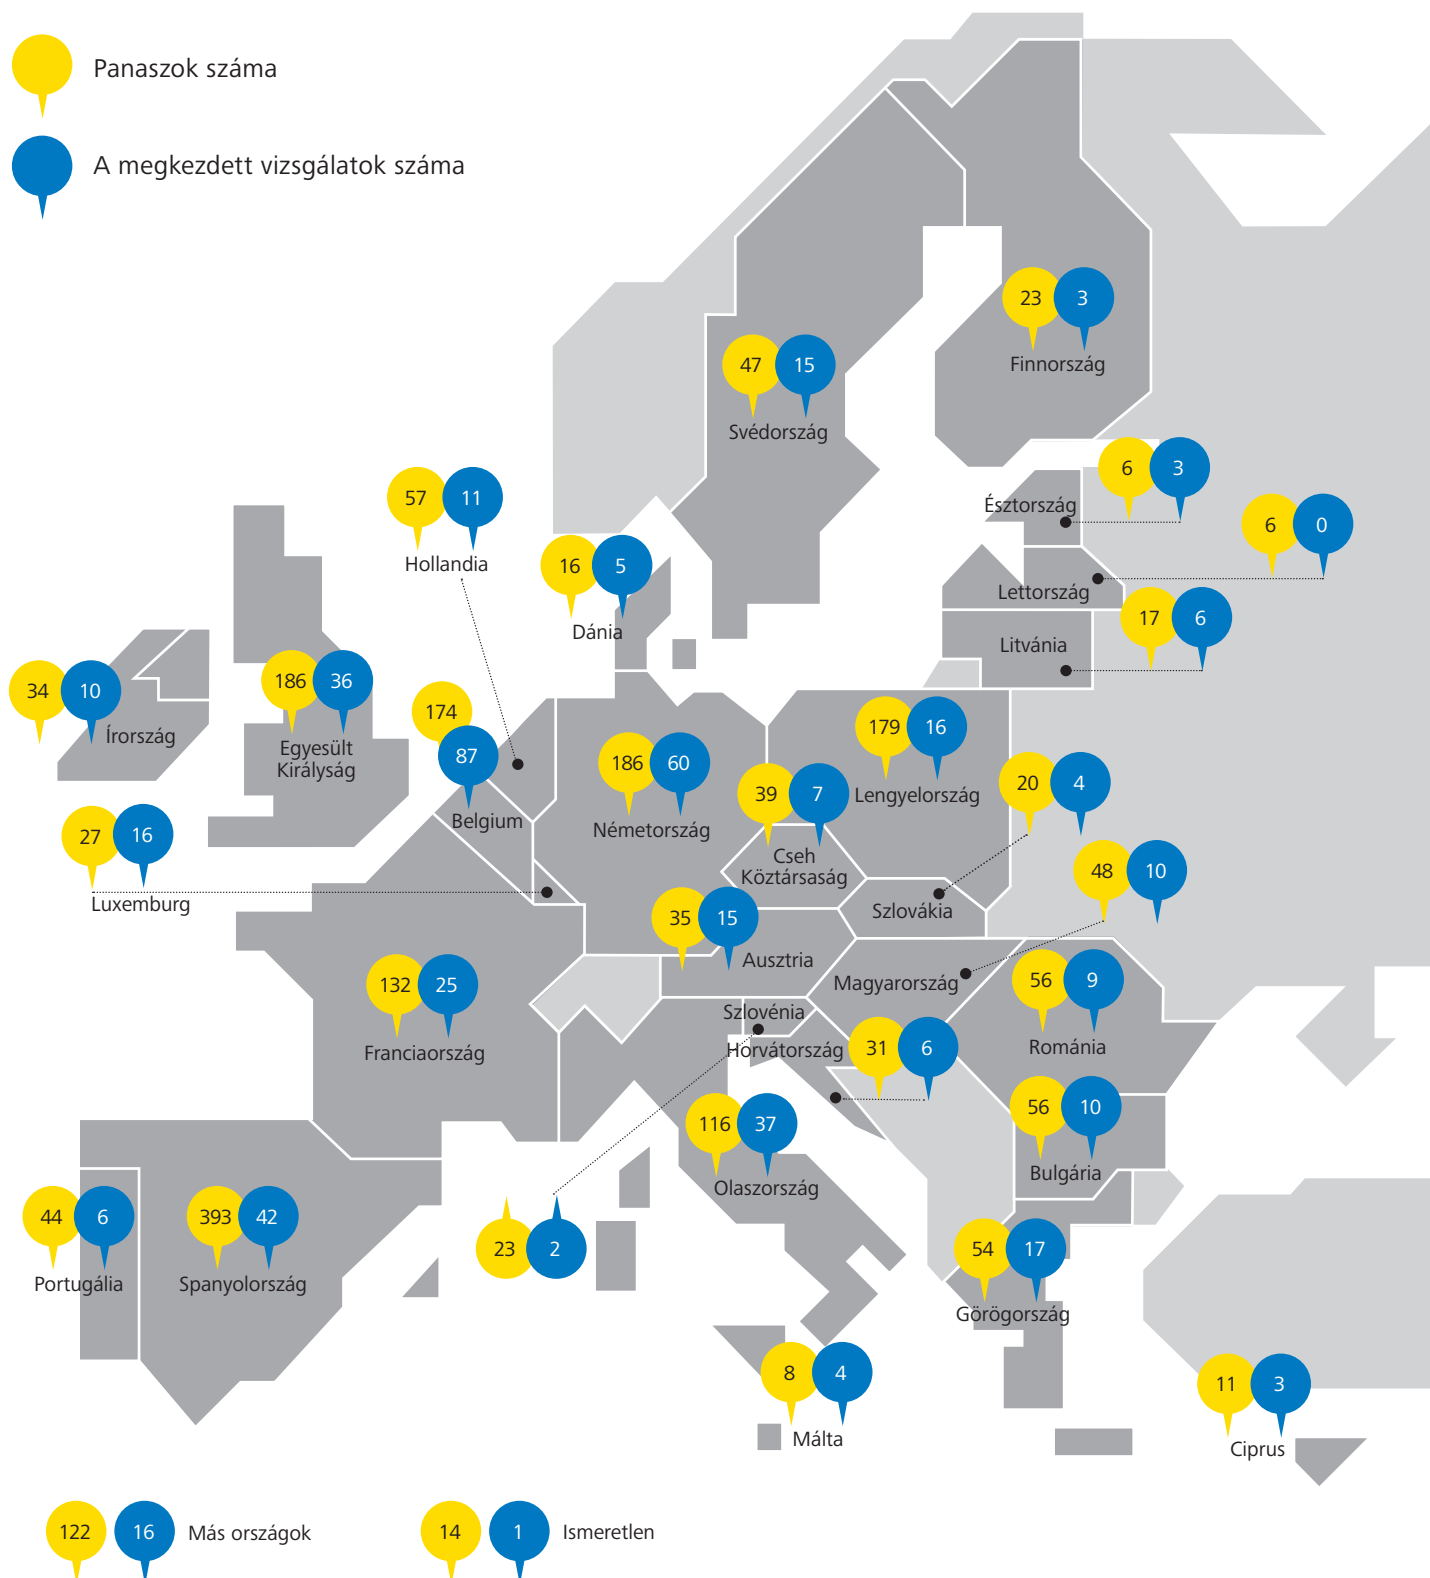 Panaszok száma
A megkezdett vizsgálatok száma
23 3
Finnország
47 15
Svédország
6 3
Észtország
57 11
Hollandia
6 0
Lettország
16 5
Dánia
17 6
Litvánia
34 10
Írország
186 36
Egyesült
Királyság
174
87
Belgium
186 60
Németország
179 16
Lengyelország
39 7
Cseh
Köztársaság
20 4
Szlovákia
27 16
Luxemburg
48 10
Magyarország
35 15
Ausztria
132 25
Franciaország
56 9
Románia
Szlovénia
23 2
Horvátország
31 6
56 10
Bulgária
116 37
Olaszország
44 6
Portugália
393 42
Spanyolország
54 17
Görögország
8 4
Málta
11 3
Ciprus
122 16 Más országok
14 1 Ismeretlen